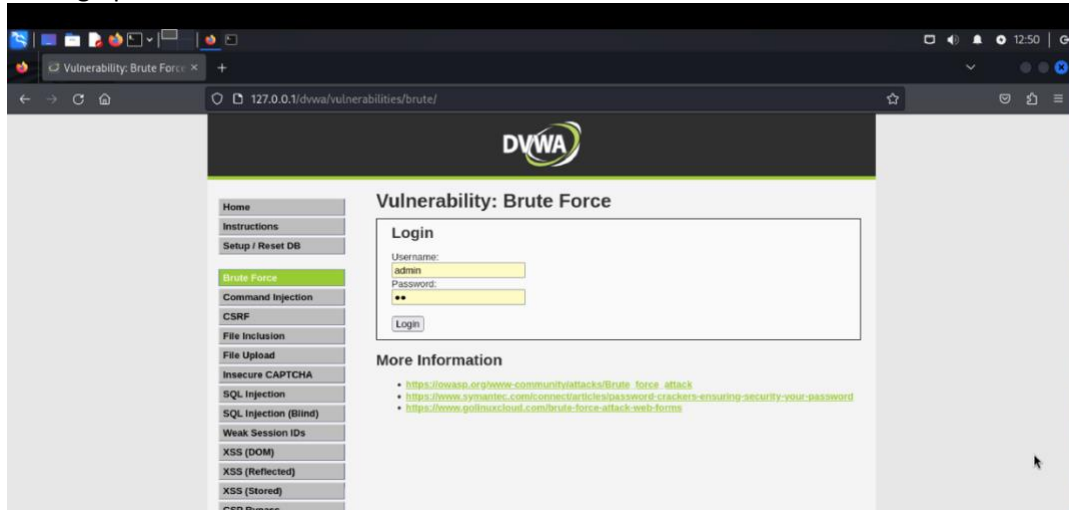 12:50
Vulnerability: Brute Force
127.0.0.1/dvwa/vulnerabilities/brute/
DVWA
Home
Instructions
Setup / Reset DB
Brute Force
Command Injection
CSRF
File Inclusion
File Upload
Insecure CAPTCHA
SQL Injection
SQL Injection (Blind)
Weak Session IDs
XSS (DOM)
XSS (Reflected)
XSS (Stored)
CSP Bypass
Vulnerability: Brute Force
Login
Username:
admin
Password:
••
Login
More Information
• https://owasp.org/www-community/attacks/Brute_force_attack
• https://www.symantec.com/connect/articles/password-crackers-ensuring-security-your-password
• https://www.golinuxcloud.com/brute-force-attack-web-forms